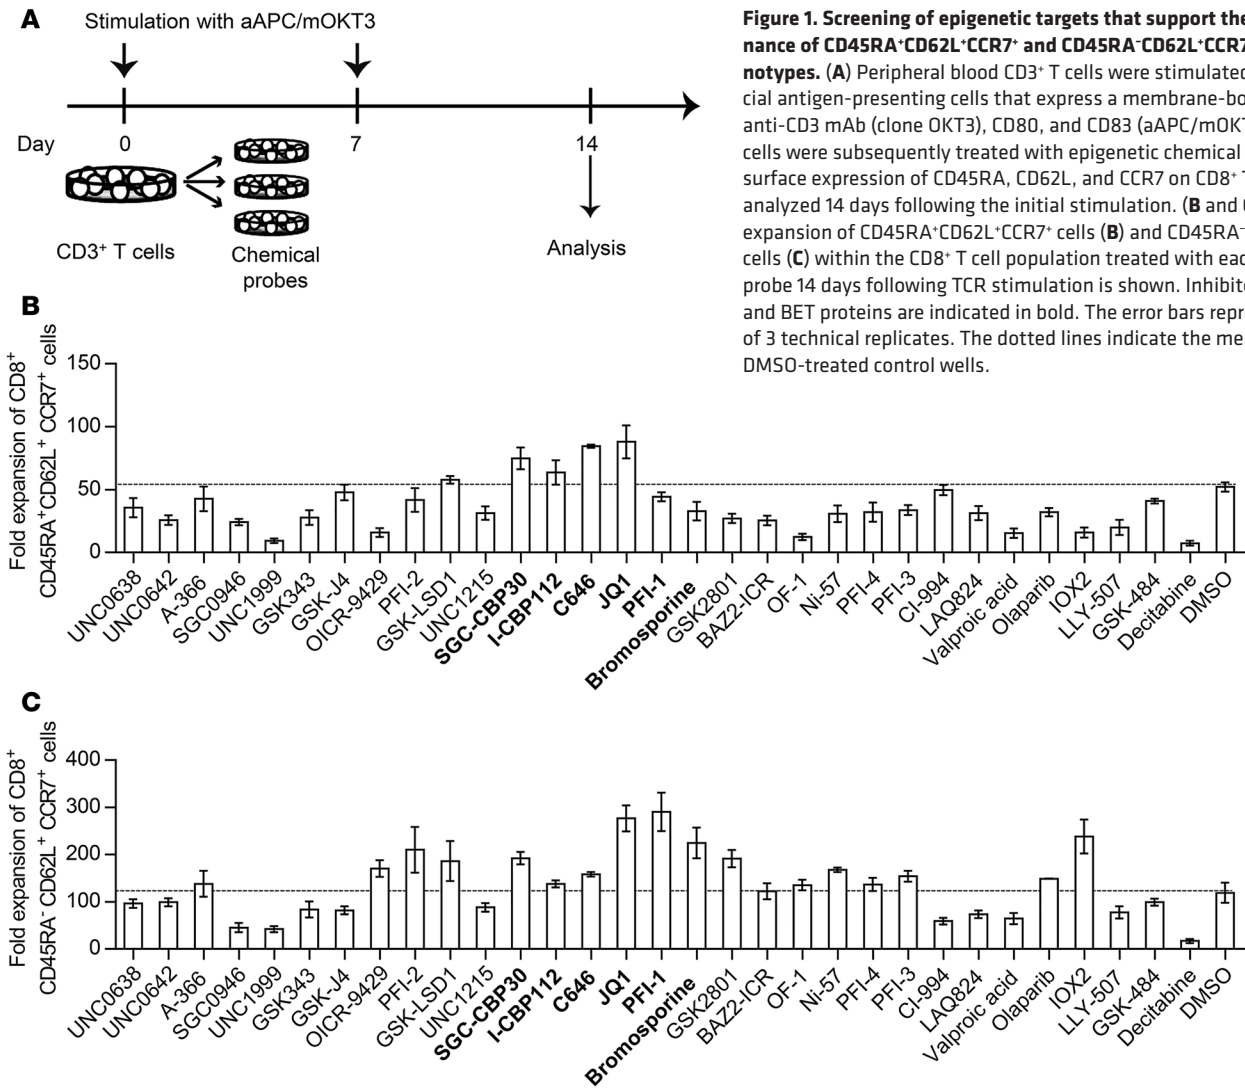 A
Stimulation with aAPC/mOKT3
Day
0
7
14
CD3+ T cells
Chemical
probes
Analysis
Figure 1. Screening of epigenetic targets that support the
nance of CD45RA+CD62L+CCR7+ and CD45RA–CD62L+CCR7
notypes. (A) Peripheral blood CD3+ T cells were stimulated
cial antigen-presenting cells that express a membrane-bo
anti-CD3 mAb (clone OKT3), CD80, and CD83 (aAPC/mOKT
cells were subsequently treated with epigenetic chemical
surface expression of CD45RA, CD62L, and CCR7 on CD8+ T
analyzed 14 days following the initial stimulation. (B and C
expansion of CD45RA+CD62L+CCR7+ cells (B) and CD45RA–
cells (C) within the CD8+ T cell population treated with eac
probe 14 days following TCR stimulation is shown. Inhibito
and BET proteins are indicated in bold. The error bars repr
of 3 technical replicates. The dotted lines indicate the me
DMSO-treated control wells.
B
Fold expansion of CD8+
CD45RA+CD62L+ CCR7+ cells
150
100
50
0
UNC0638
UNC0642
A-366
SGC0946
UNC1999
GSK343
GSK-J4
OICR-9429
PFI-2
GSK-LSD1
UNC1215
SGC-CBP30
I-CBP112
C646
JQ1
PFI-1
Bromosporine
GSK2801
BAZ2-ICR
OF-1
Ni-57
PFI-4
PFI-3
CI-994
LAQ824
Valproic acid
Olaparib
IOX2
LLY-507
GSK-484
Decitabine
DMSO
C
Fold expansion of CD8+
CD45RA- CD62L+ CCR7+ cells
400
300
200
100
0
UNC0638
UNC0642
A-366
SGC0946
UNC1999
GSK343
GSK-J4
OICR-9429
PFI-2
GSK-LSD1
UNC1215
SGC-CBP30
I-CBP112
C646
JQ1
PFI-1
Bromosporine
GSK2801
BAZ2-ICR
OF-1
Ni-57
PFI-4
PFI-3
CI-994
LAQ824
Valproic acid
Olaparib
IOX2
LLY-507
GSK-484
Decitabine
DMSO